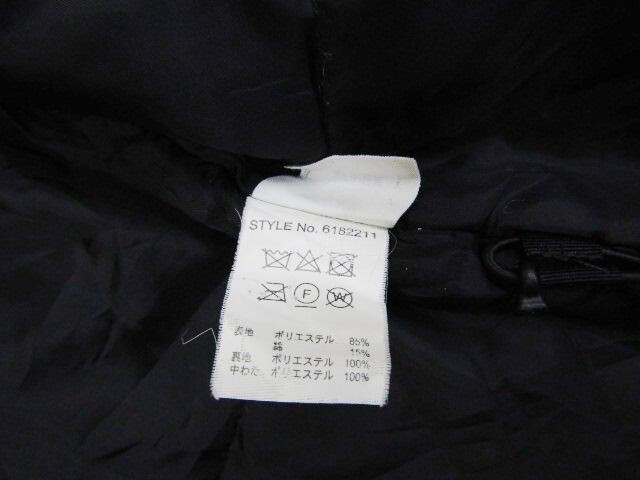 STYLE No. 6182211
F
W
表地 ポリエステル 85%
綿 15%
裏地 ポリエステル 100%
中わた ポリエステル 100%